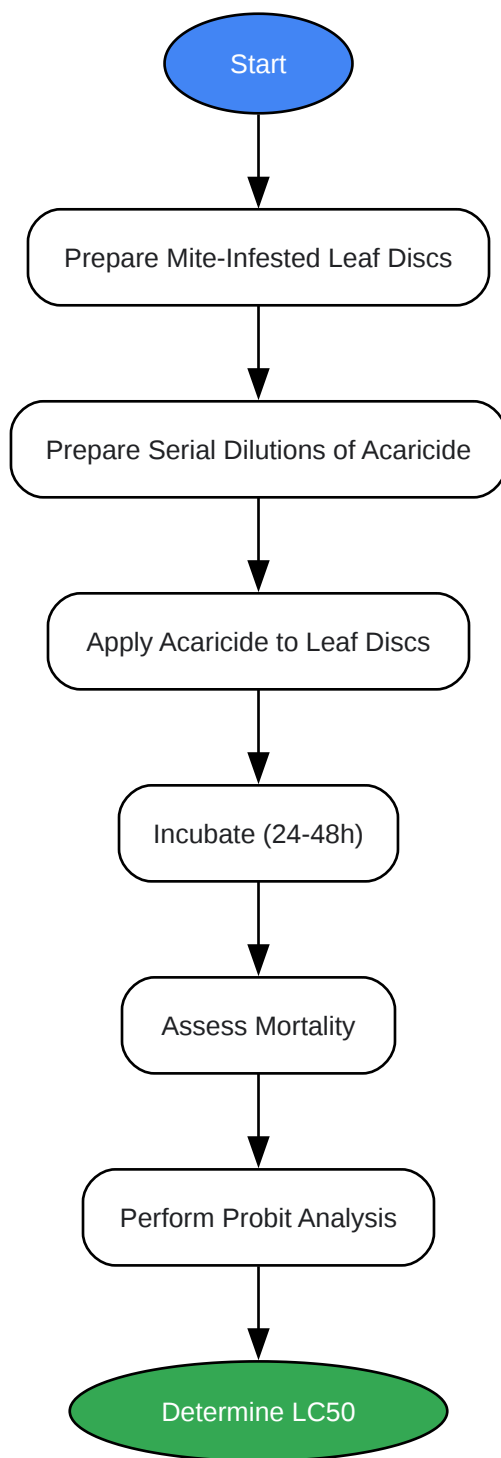 Start
Prepare Mite-Infested Leaf Discs
Prepare Serial Dilutions of Acaricide
Apply Acaricide to Leaf Discs
Incubate (24-48h)
Assess Mortality
Perform Probit Analysis
Determine LC50